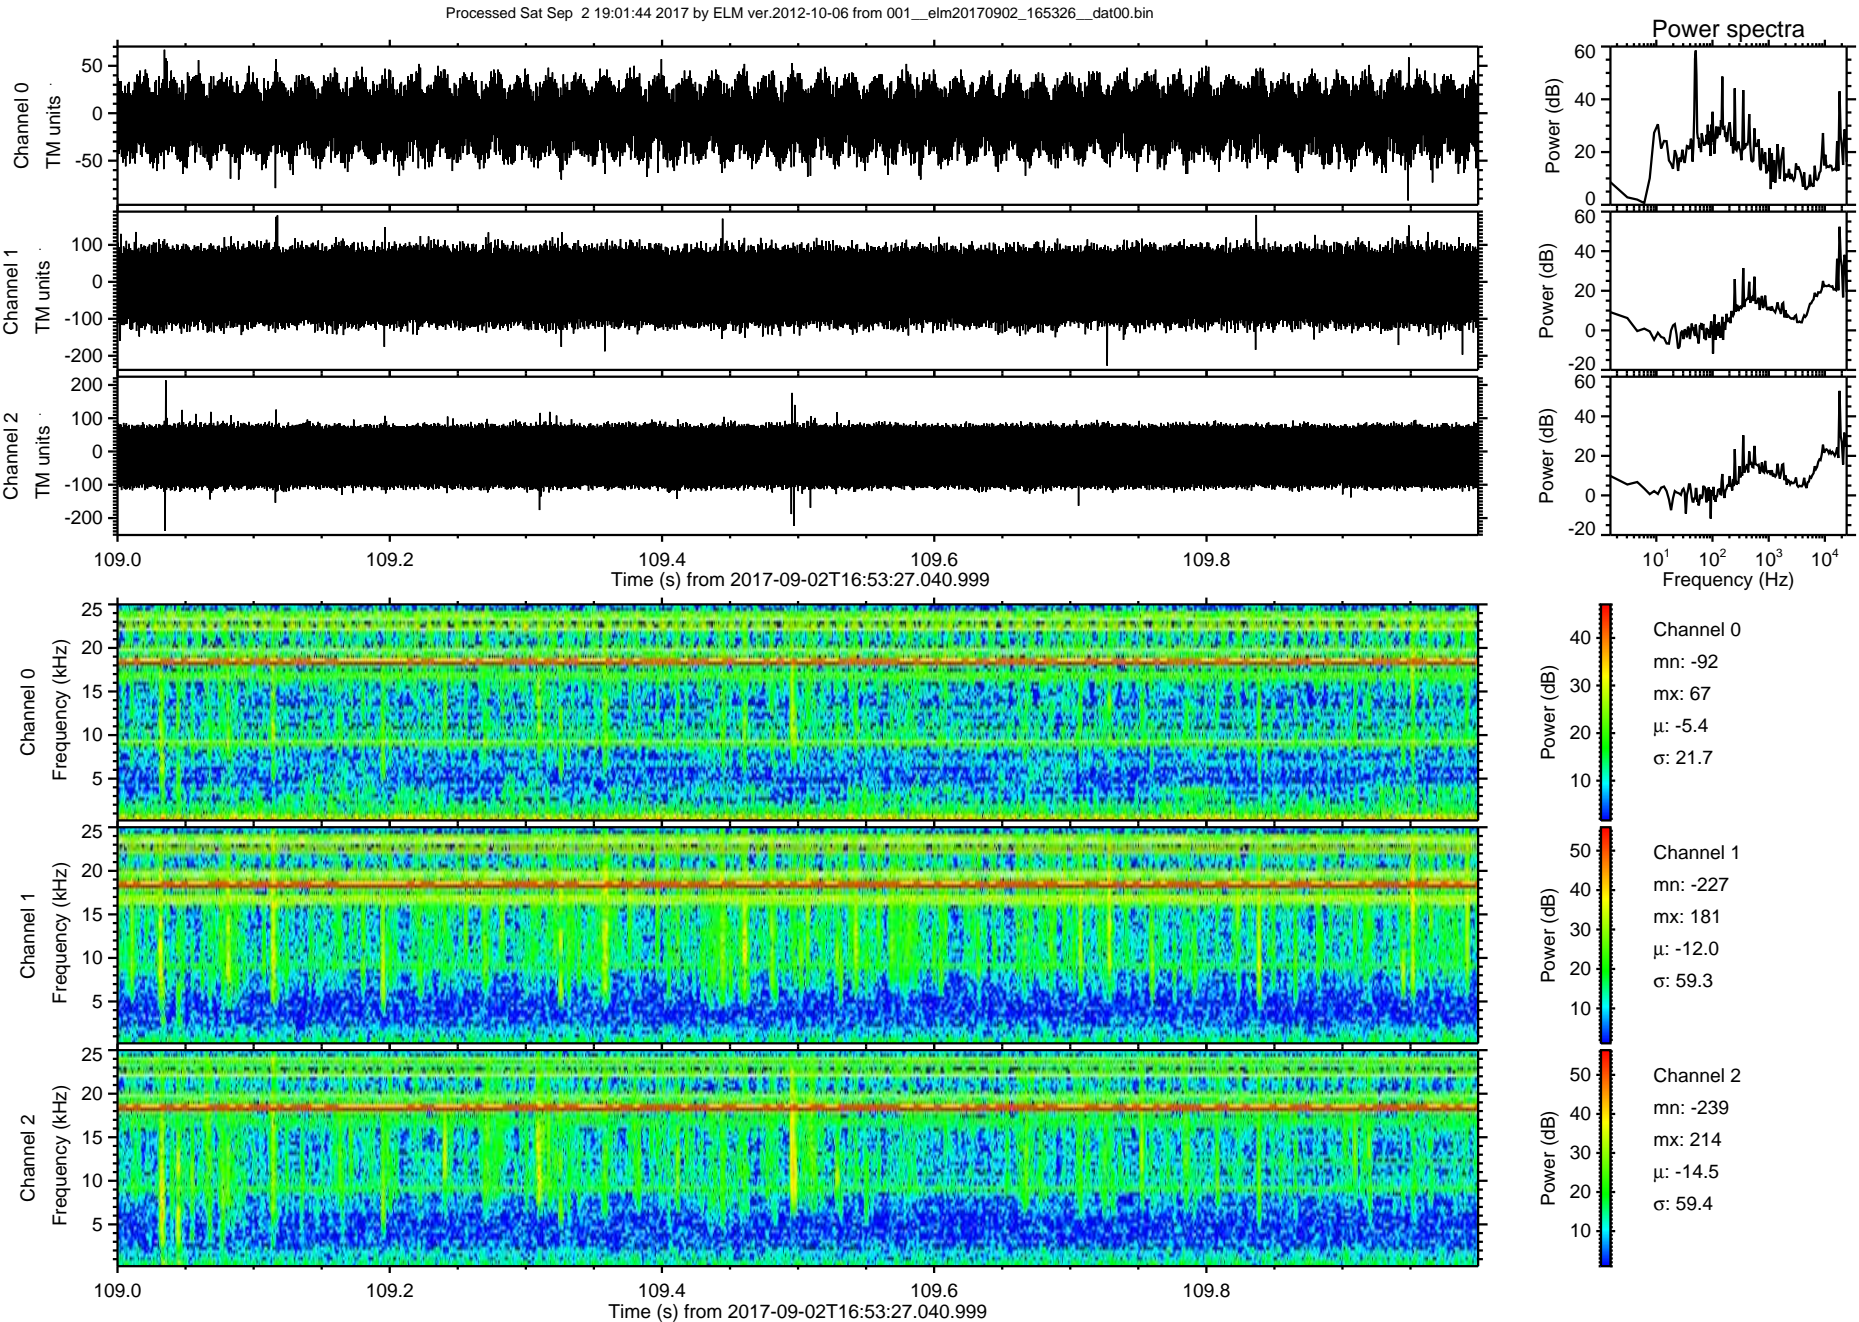 Processed Sat Sep 2 19:01:44 2017 by ELM ver.2012-10-06 from 001__elm20170902_165326__dat00.bin
Power spectra
Channel 0
TM units
50
0
-50
Power (dB)
60
40
20
0
Channel 1
TM units
100
0
-100
-200
Power (dB)
60
40
20
0
-20
Channel 2
TM units
200
100
0
-100
-200
Power (dB)
60
40
20
0
-20
109.0 109.2 109.4 109.6 109.8
Time (s) from 2017-09-02T16:53:27.040.999
10^1 10^2 10^3 10^4
Frequency (Hz)
Channel 0
Frequency (kHz)
25
20
15
10
5
Power (dB)
40
30
20
10
Channel 0
mn: -92
mx: 67
μ: -5.4
σ: 21.7
Channel 1
Frequency (kHz)
25
20
15
10
5
Power (dB)
50
40
30
20
10
Channel 1
mn: -227
mx: 181
μ: -12.0
σ: 59.3
Channel 2
Frequency (kHz)
25
20
15
10
5
Power (dB)
50
40
30
20
10
Channel 2
mn: -239
mx: 214
μ: -14.5
σ: 59.4
109.0 109.2 109.4 109.6 109.8
Time (s) from 2017-09-02T16:53:27.040.999